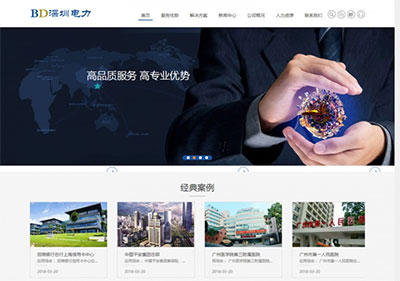 BD深圳电力
首页 服务优势 解决方案 新闻中心 公司概况 人力资源 联系我们
高品质服务 高专业优势
经典案例
招商银行总行上海信用卡中心
中国平安集团总部
广州医学院第三附属医院
广州市第一人民医院
2018-03-20
2018-03-20
2018-03-20
2018-03-20